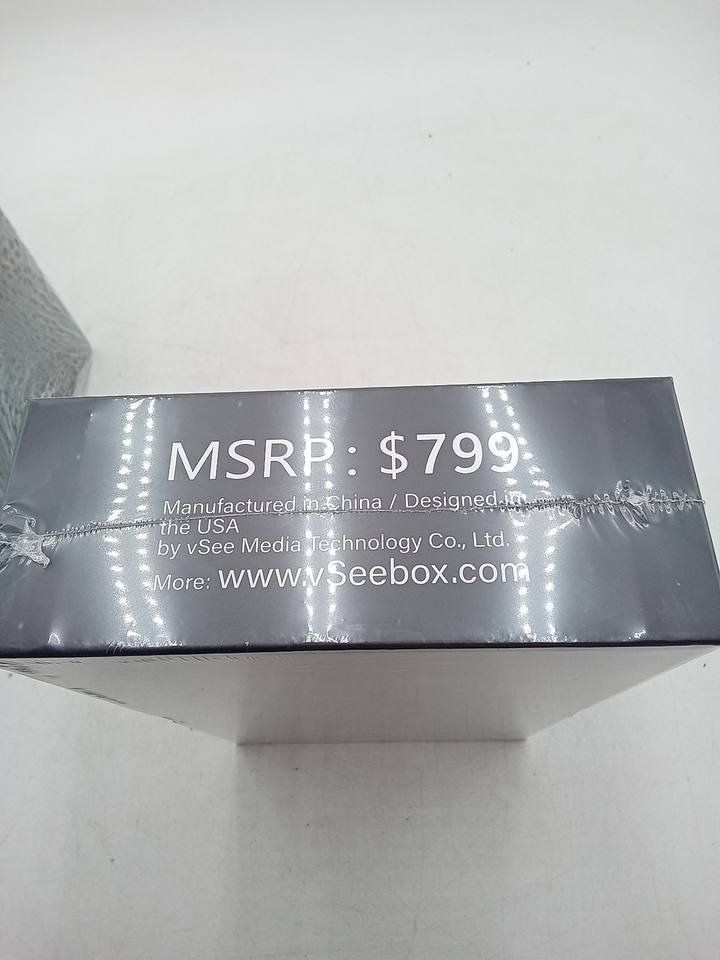 MSRP: $799
Manufactured in China / Designed in
the USA
by vSee Media Technology Co., Ltd.
More: www.vSeebox.com